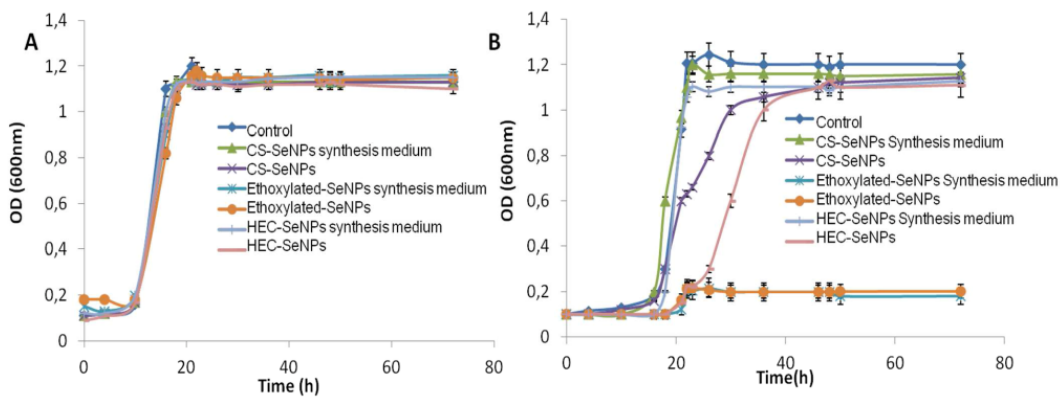 A
OD (600nm)
1,4
1,2
1
0,8
0,6
0,4
0,2
0
0
20
40
60
80
Time (h)
Control
CS-SeNPs synthesis medium
CS-SeNPs
Ethoxylated-SeNPs synthesis medium
Ethoxylated-SeNPs
HEC-SeNPs synthesis medium
HEC-SeNPs
B
OD (600nm)
1,4
1,2
1
0,8
0,6
0,4
0,2
0
0
20
40
60
80
Time(h)
Control
CS-SeNPs Synthesis medium
CS-SeNPs
Ethoxylated-SeNPs Synthesis medium
Ethoxylated-SeNPs
HEC-SeNPs Synthesis medium
HEC-SeNPs